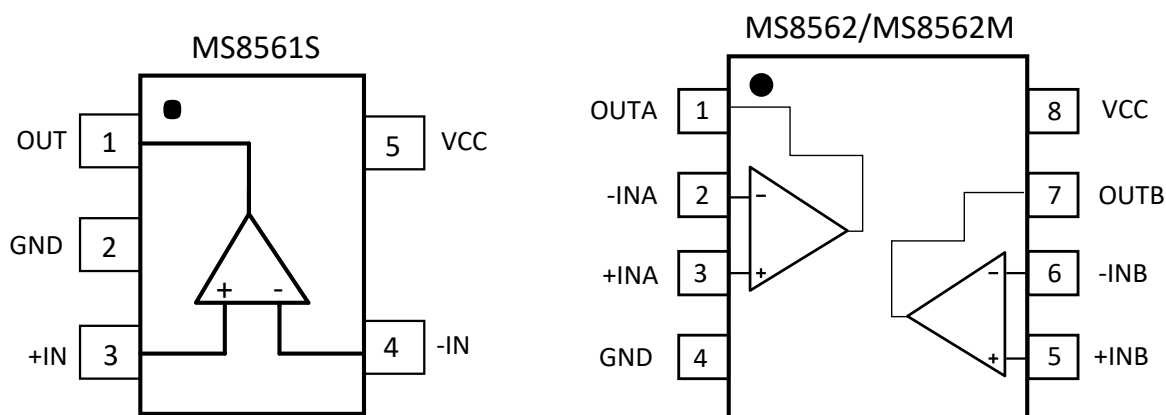 MS8561S
OUT 1
5 VCC
GND 2
+ -
+IN 3
4 -IN
MS8562/MS8562M
OUTA 1
8 VCC
-INA 2 −
7 OUTB
+INA 3 +
− 6 -INB
GND 4
+ 5 +INB